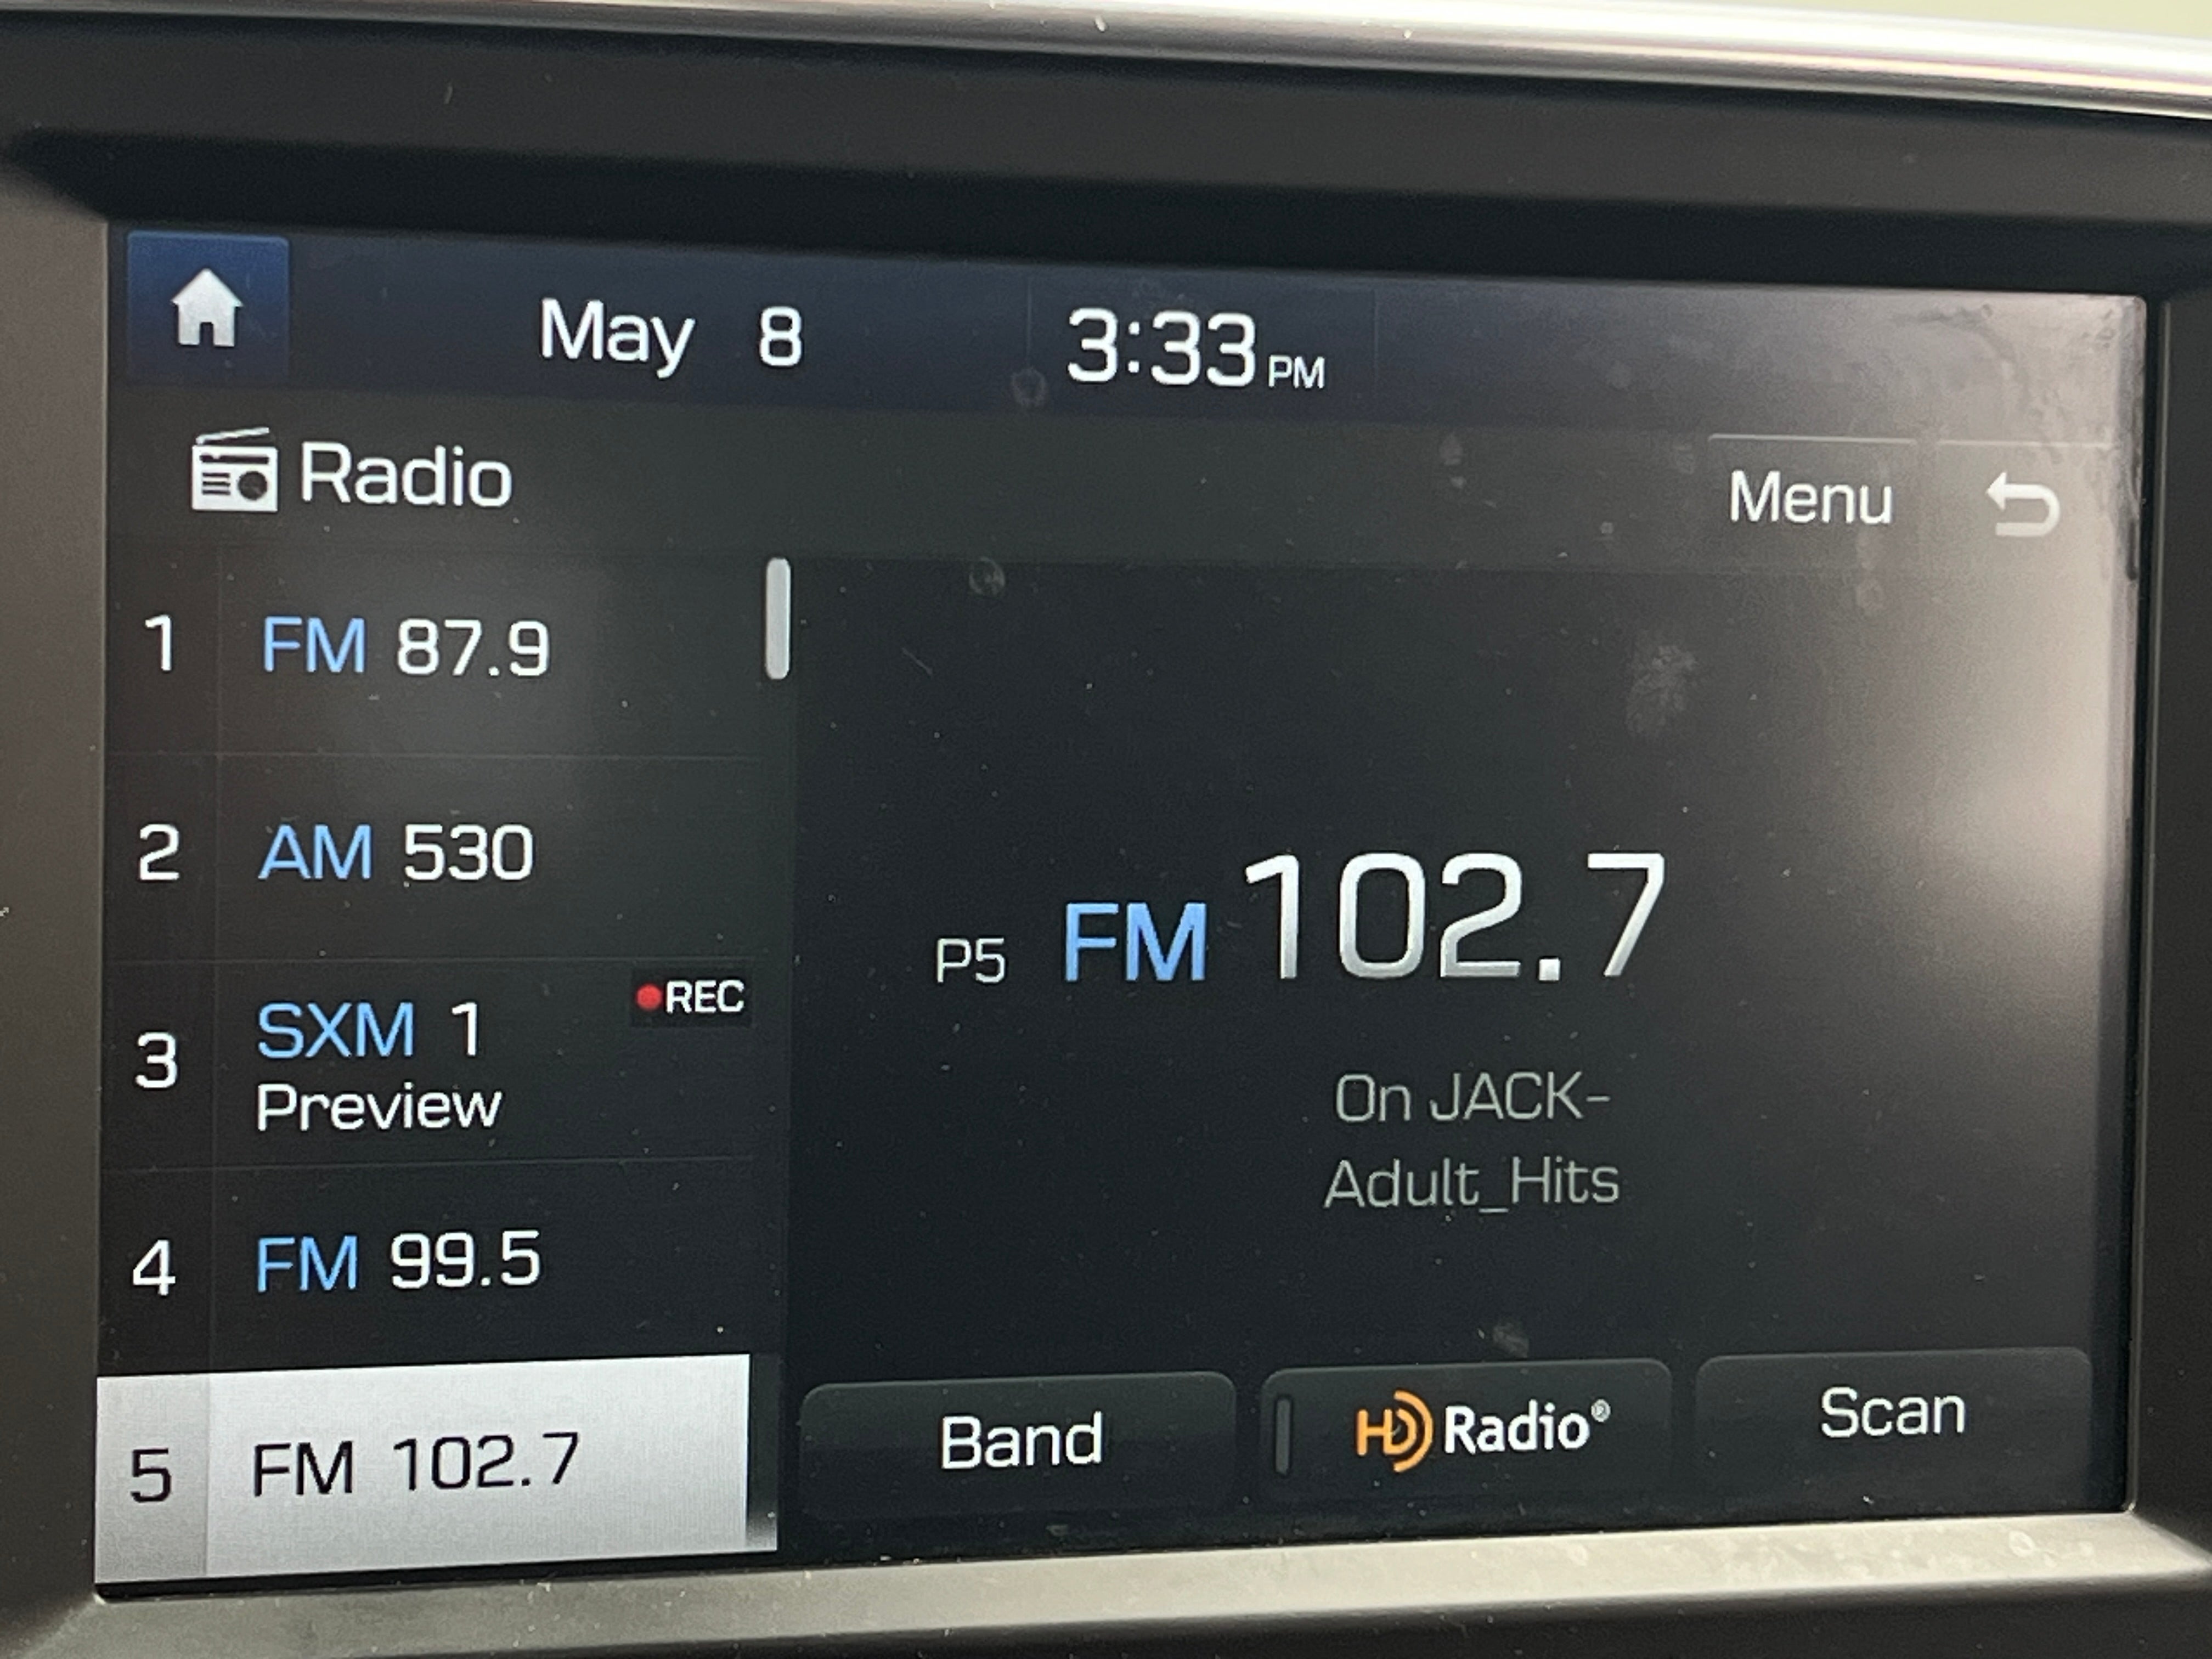 May 8 3:33 PM
Radio
Menu
1 FM 87.9
2 AM 530
3 SXM 1 REC
Preview
4 FM 99.5
5 FM 102.7
P5 FM 102.7
On JACK-
Adult_Hits
Band HD Radio® Scan